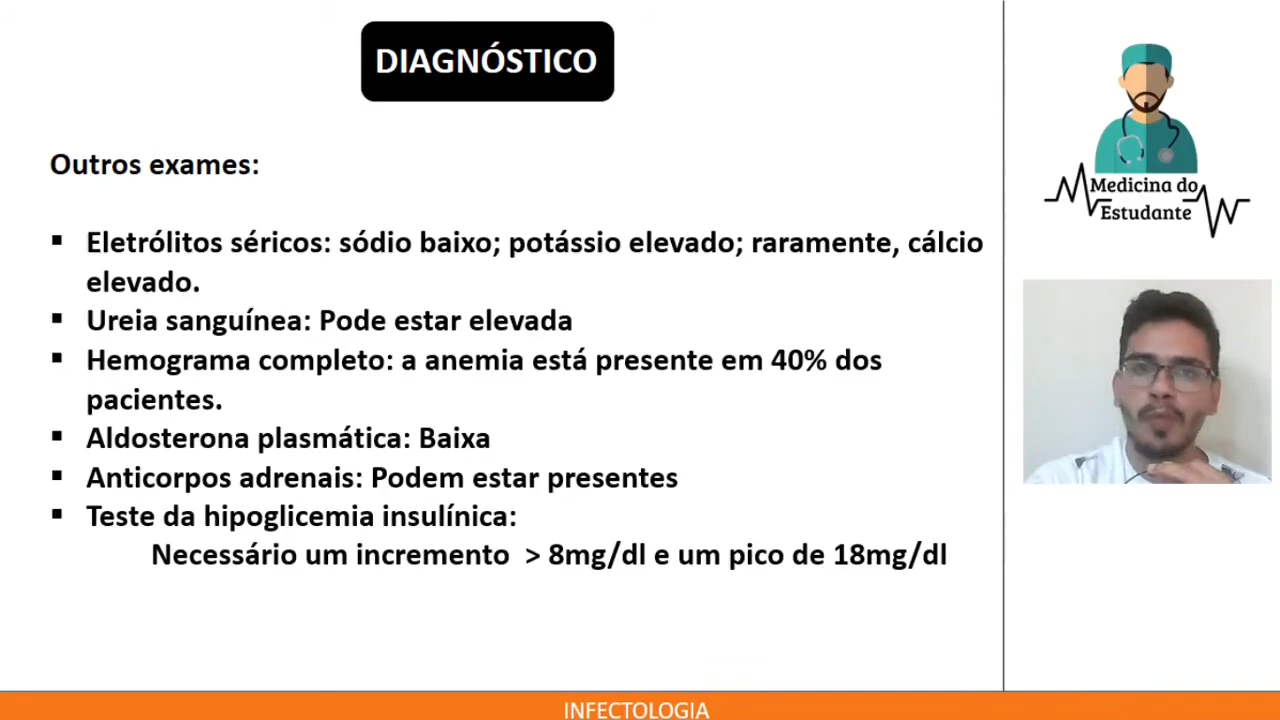 DIAGNÓSTICO
Outros exames:
▪ Eletrólitos séricos: sódio baixo; potássio elevado; raramente, cálcio
elevado.
▪ Ureia sanguínea: Pode estar elevada
▪ Hemograma completo: a anemia está presente em 40% dos
pacientes.
▪ Aldosterona plasmática: Baixa
▪ Anticorpos adrenais: Podem estar presentes
▪ Teste da hipoglicemia insulínica:
Necessário um incremento > 8mg/dl e um pico de 18mg/dl
Medicina do
Estudante
INFECTOLOGIA